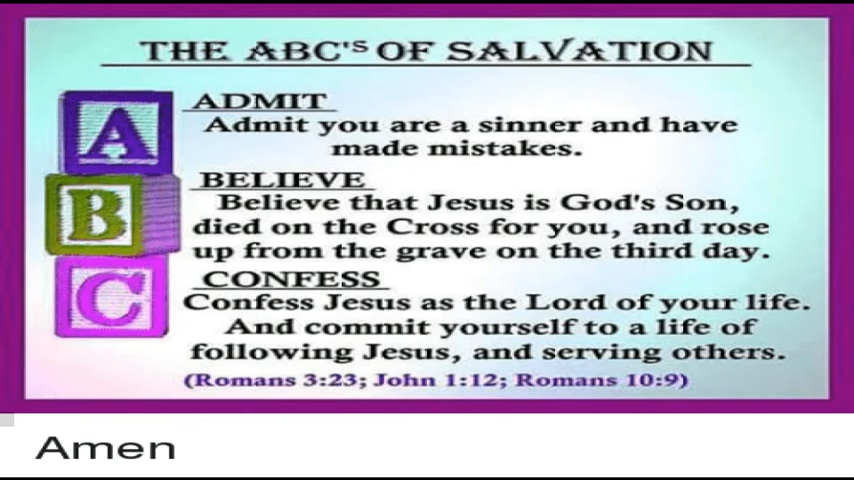 THE ABC'S OF SALVATION
A
ADMIT
Admit you are a sinner and have
made mistakes.
B
BELIEVE
Believe that Jesus is God's Son,
died on the Cross for you, and rose
up from the grave on the third day.
C
CONFESS
Confess Jesus as the Lord of your life.
And commit yourself to a life of
following Jesus, and serving others.
(Romans 3:23; John 1:12; Romans 10:9)
Amen